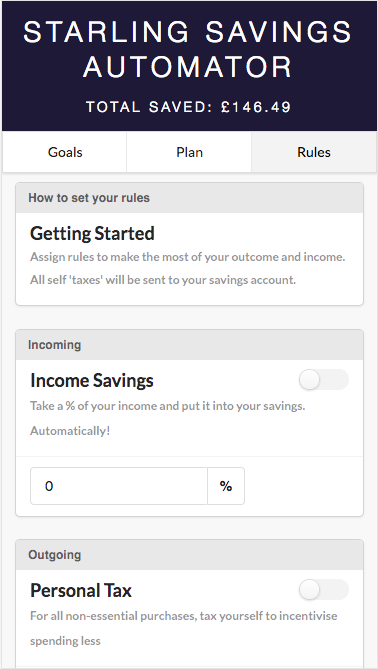 STARLING SAVINGS
AUTOMATOR
TOTAL SAVED: £146.49
Goals
Plan
Rules
How to set your rules
Getting Started
Assign rules to make the most of your outcome and income.
All self 'taxes' will be sent to your savings account.
Incoming
Income Savings
Take a % of your income and put it into your savings.
Automatically!
0
%
Outgoing
Personal Tax
For all non-essential purchases, tax yourself to incentivise
spending less